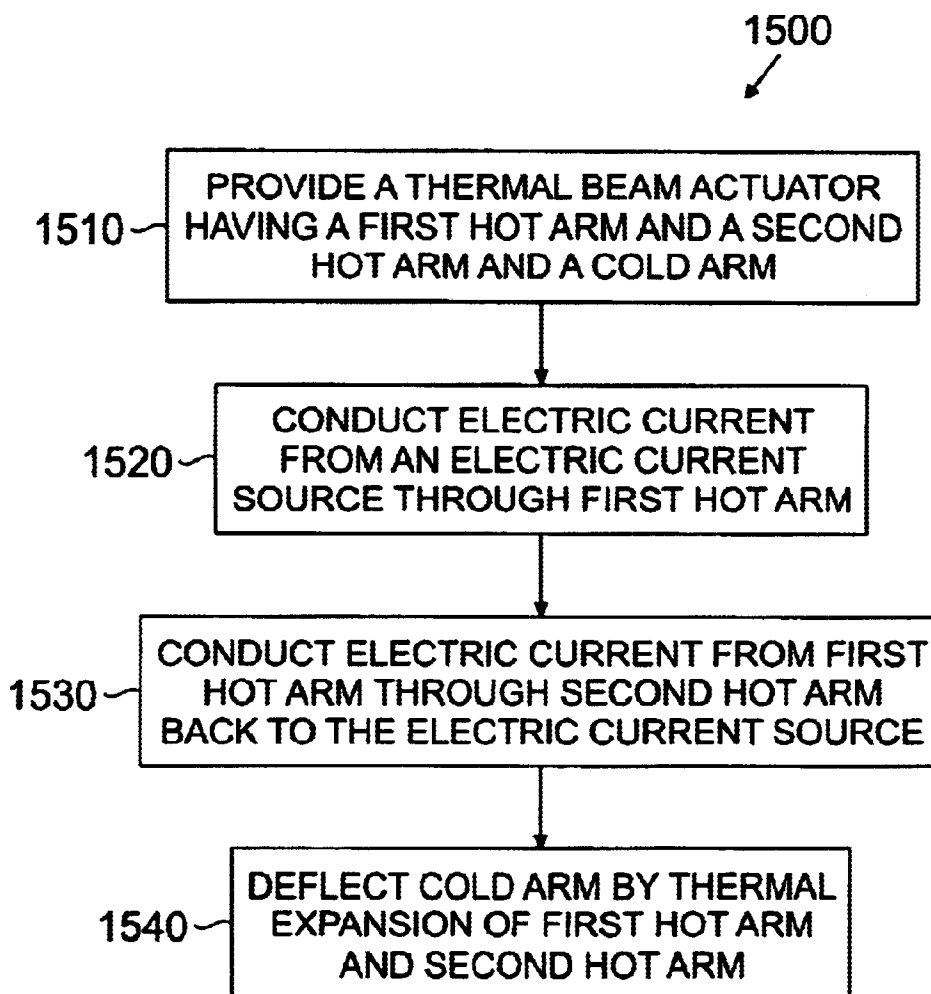 1500
1510
PROVIDE A THERMAL BEAM ACTUATOR
HAVING A FIRST HOT ARM AND A SECOND
HOT ARM AND A COLD ARM
1520
CONDUCT ELECTRIC CURRENT
FROM AN ELECTRIC CURRENT
SOURCE THROUGH FIRST HOT ARM
1530
CONDUCT ELECTRIC CURRENT FROM FIRST
HOT ARM THROUGH SECOND HOT ARM
BACK TO THE ELECTRIC CURRENT SOURCE
1540
DEFLECT COLD ARM BY THERMAL
EXPANSION OF FIRST HOT ARM
AND SECOND HOT ARM